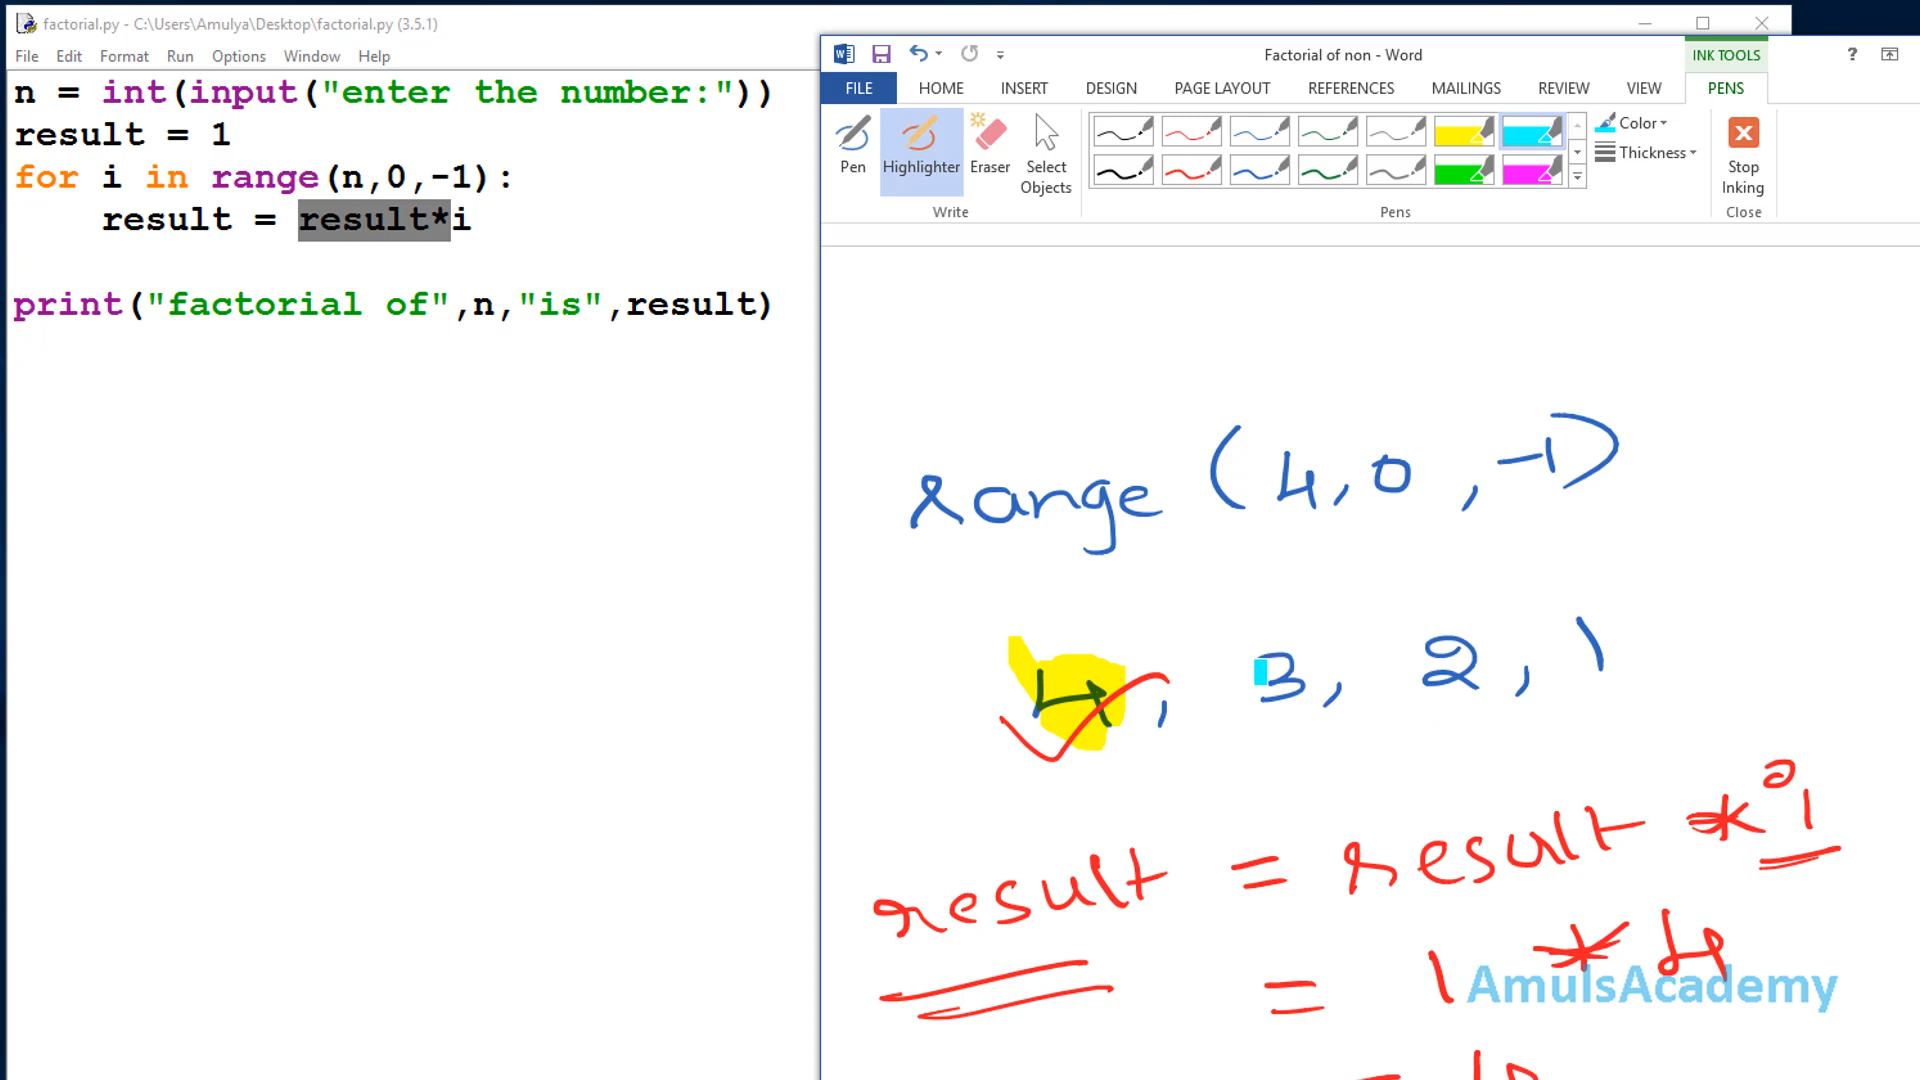 factorial.py - C:\Users\Amulya\Desktop\factorial.py (3.5.1)
File Edit Format Run Options Window Help
n = int(input("enter the number:"))
result = 1
for i in range(n,0,-1):
    result = result*i
print("factorial of",n,"is",result)
Factorial of non - Word
INK TOOLS
?
FILE HOME INSERT DESIGN PAGE LAYOUT REFERENCES MAILINGS REVIEW VIEW PENS
Pen Highlighter Eraser Select Objects
Color
Thickness
Stop Inking
Write Pens Close
range (4,0,-1)
4, 3, 2, 1
result = result * i
= 1 * 4
AmulsAcademy
= 4